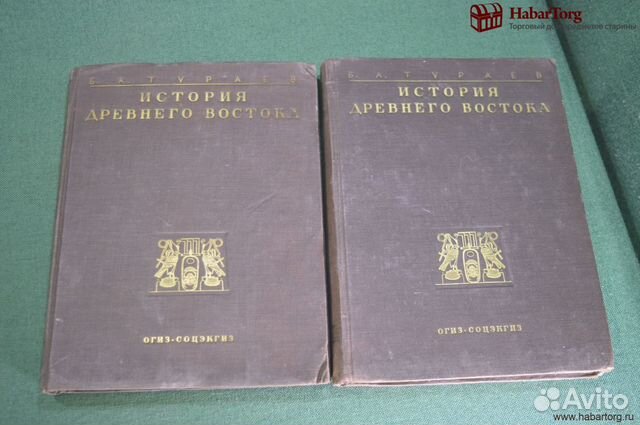 HabarTorg
Торговый дом предметов старины
Б. А. ТУРАЕВ
ИСТОРИЯ
ДРЕВНЕГО ВОСТОКА
ОГИЗ-СОЦЭКГИЗ
Б. А. ТУРАЕВ
ИСТОРИЯ
ДРЕВНЕГО ВОСТОКА
ОГИЗ-СОЦЭКГИЗ
Avito
www.habartorg.ru